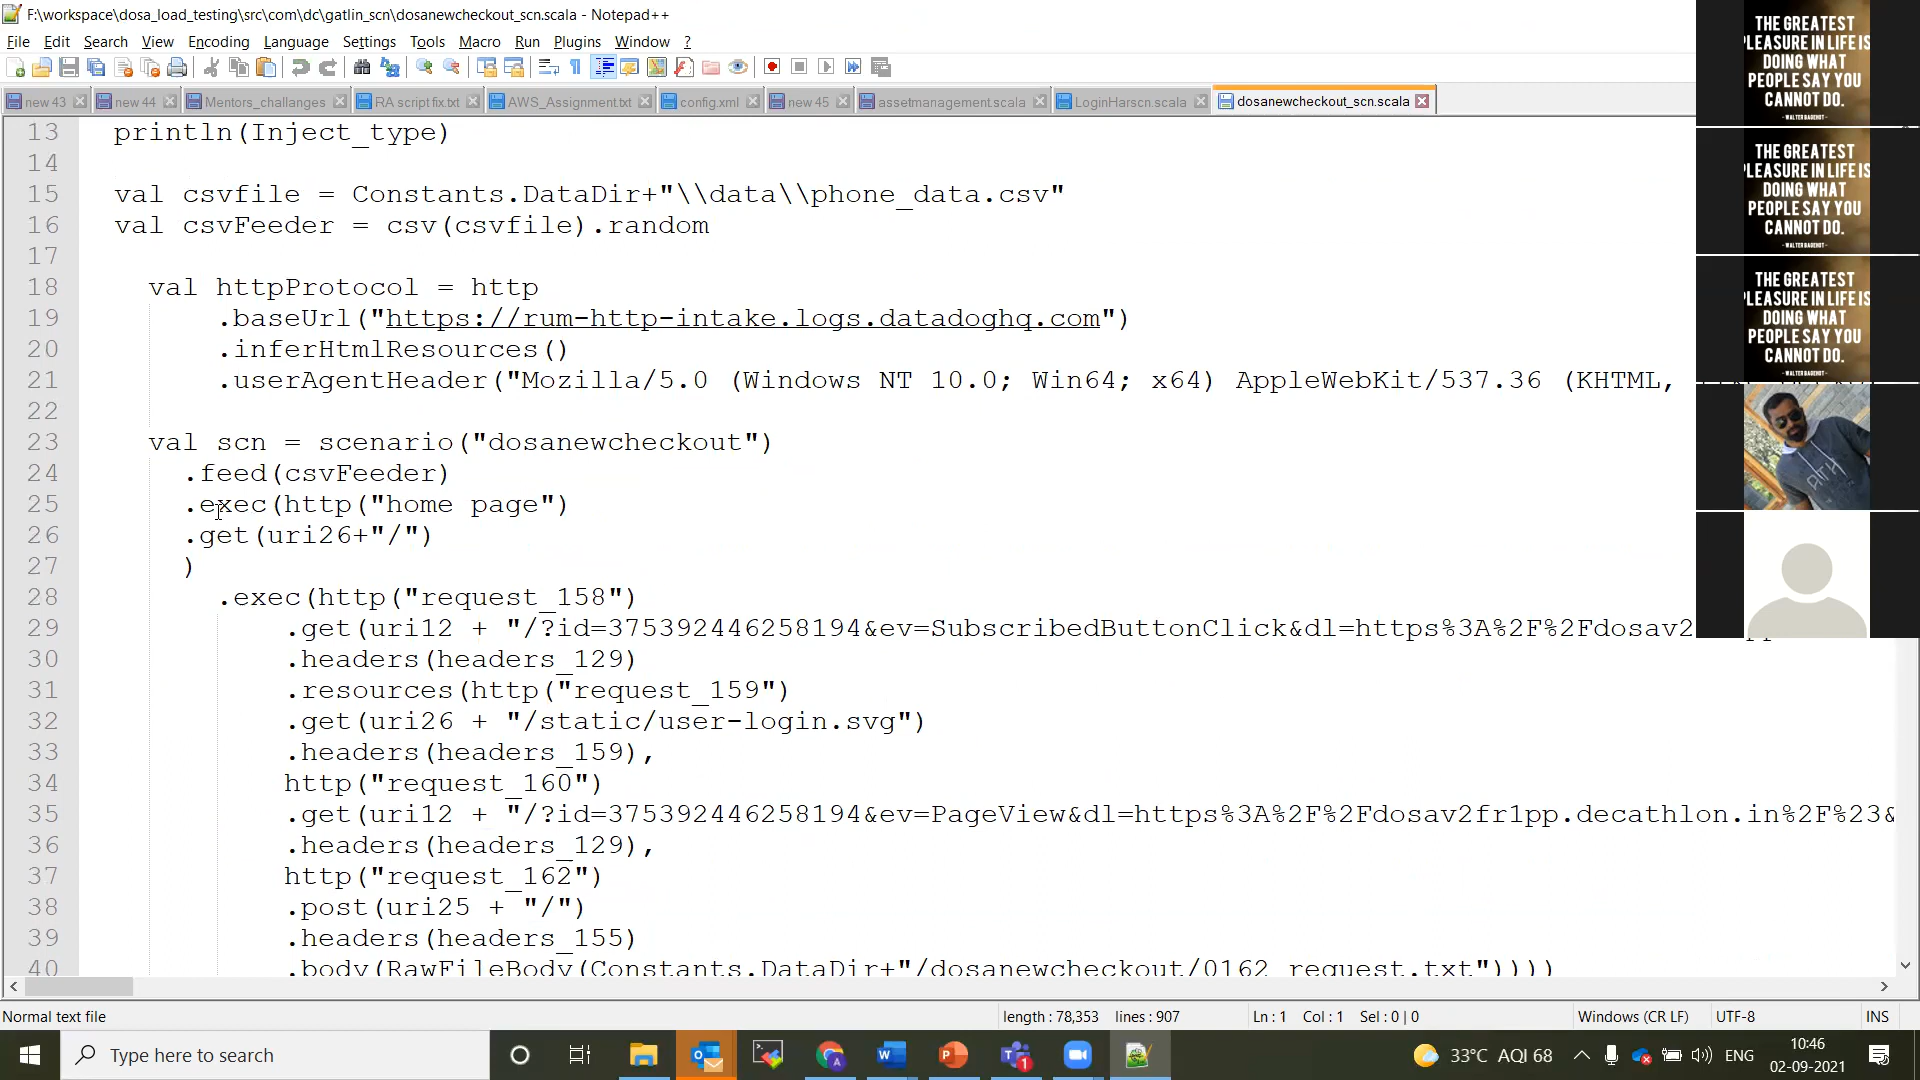 F:\workspace\dosa_load_testing\src\com\dc\gatlin_scn\dosanewcheckout_scn.scala - Notepad++
File Edit Search View Encoding Language Settings Tools Macro Run Plugins Window ?
new 43 new 44 Mentors_challanges RA script fix.txt AWS_Assignment.txt config.xml new 45 assetmanagement.scala LoginHarscn.scala dosanewcheckout_scn.scala
13 println(Inject_type)
14
15 val csvfile = Constants.DataDir+"\\data\\phone_data.csv"
16 val csvFeeder = csv(csvfile).random
17
18 val httpProtocol = http
19 .baseUrl("https://rum-http-intake.logs.datadoghq.com")
20 .inferHtmlResources()
21 .userAgentHeader("Mozilla/5.0 (Windows NT 10.0; Win64; x64) AppleWebKit/537.36 (KHTML,
22
23 val scn = scenario("dosanewcheckout")
24 .feed(csvFeeder)
25 .exec(http("home page")
26 .get(uri26+"/")
27 )
28 .exec(http("request_158")
29 .get(uri12 + "/?id=375392446258194&ev=SubscribedButtonClick&dl=https%3A%2F%2Fdosav2
30 .headers(headers_129)
31 .resources(http("request_159")
32 .get(uri26 + "/static/user-login.svg")
33 .headers(headers_159),
34 http("request_160")
35 .get(uri12 + "/?id=375392446258194&ev=PageView&dl=https%3A%2F%2Fdosav2fr1pp.decathlon.in%2F%23&
36 .headers(headers_129),
37 http("request_162")
38 .post(uri25 + "/")
39 .headers(headers_155)
40 .body(RawFileBody(Constants.DataDir+"/dosanewcheckout/0162_request.txt"))))
Normal text file length : 78,353 lines : 907 Ln : 1 Col : 1 Sel : 0 | 0 Windows (CR LF) UTF-8 INS
Type here to search
33°C AQI 68 ENG
10:46
02-09-2021
THE GREATEST
PLEASURE IN LIFE IS
DOING WHAT
PEOPLE SAY YOU
CANNOT DO.
- WALTER BAGEHOT -
THE GREATEST
PLEASURE IN LIFE IS
DOING WHAT
PEOPLE SAY YOU
CANNOT DO.
- WALTER BAGEHOT -
THE GREATEST
PLEASURE IN LIFE IS
DOING WHAT
PEOPLE SAY YOU
CANNOT DO.
- WALTER BAGEHOT -